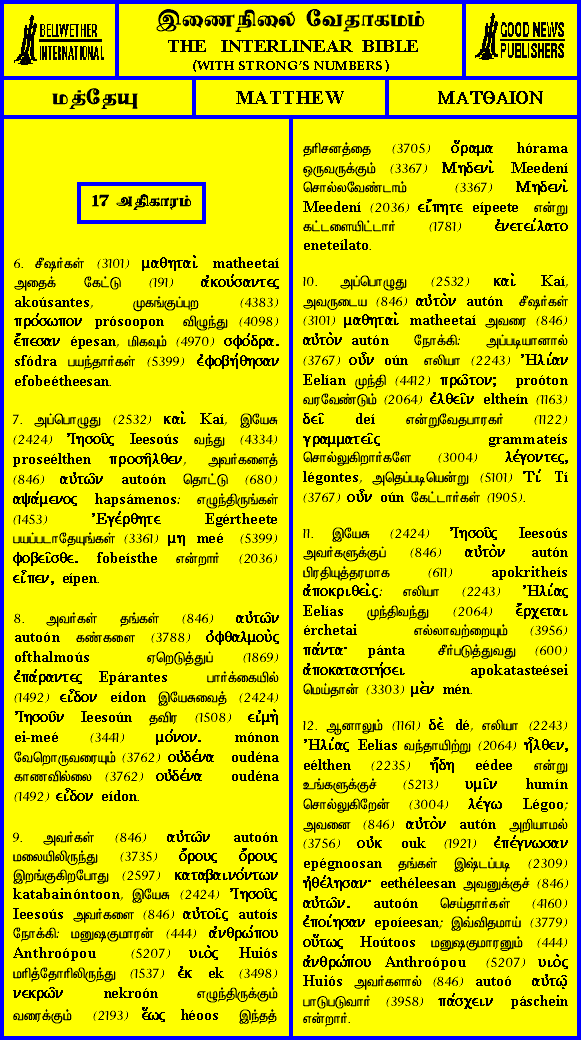 BELLWETHER
INTERNATIONAL
இணைநிலை வேதாகமம்
THE INTERLINEAR BIBLE
(WITH STRONG'S NUMBERS)
GOOD NEWS
PUBLISHERS
மத்தேயு
MATTHEW
ΜΑΤΘΑΙΟΝ
17 அதிகாரம்
6. சீஷர்கள் (3101) μαθηταὶ matheetaí
அதைக் கேட்டு (191) ἀκούσαντες
akoúsantes, முகங்குப்புற (4383)
πρόσωπον prósoopon விழுந்து (4098)
ἔπεσαν épesan, மிகவும் (4970) σφόδρα.
sfódra பயந்தார்கள் (5399) ἐφοβήθησαν
efobeétheesan.
7. அப்பொழுது (2532) καὶ Kaí, இயேசு
(2424) Ἰησοῦς Ieesoús வந்து (4334)
proseélthen προσῆλθεν, அவர்களைத்
(846) αὐτῶν autoón தொட்டு (680)
αψάμενος hapsámenos: எழுந்திருங்கள்
(1453) Ἐγέρθητε Egértheete
பயப்படாதேயுங்கள் (3361) μη meé (5399)
φοβεῖσθε. fobeísthe என்றார் (2036)
εἶπεν, eípen.
8. அவர்கள் தங்கள் (846) αὐτῶν
autoón கண்களை (3788) ὀφθαλμοὺς
ofthalmoús ஏறெடுத்துப் (1869)
ἐπάραντες Epárantes பார்க்கையில்
(1492) εἶδον eídon இயேசுவைத் (2424)
Ἰησοῦν Ieesoún தவிர (1508) εἰμὴ
ei-meé (3441) μόνον. mónon
வேறொருவரையும் (3762) οὐδένα oudéna
காணவில்லை (3762) οὐδένα oudéna
(1492) εἶδον eídon.
9. அவர்கள் (846) αὐτῶν autoón
மலையிலிருந்து (3735) ὄρους ὄρους
இறங்குகிறபோது (2597) καταβαινόντων
katabainóntoon, இயேசு (2424) Ἰησοῦς
Ieesoús அவர்களை (846) αὐτοῖς autoís
நோக்கி: மனுஷகுமாரன் (444) ἀνθρώπου
Anthroópou (5207) υιὸς Huiós
மரித்தோரிலிருந்து (1537) ἐκ ek (3498)
νεκρῶν nekroón எழுந்திருக்கும்
வரைக்கும் (2193) ἕως héoos இந்தத்
தரிசனத்தை (3705) ὅραμα hórama
ஒருவருக்கும் (3367) Μηδενὶ Meedení
சொல்லவேண்டாம் (3367) Μηδενὶ
Meedení (2036) εἴπητε eípeete என்று
கட்டளையிட்டார் (1781) ἐνετείλατο
eneteílato.
10. அப்பொழுது (2532) καὶ Kaí,
அவருடைய (846) αὐτὸν autón சீஷர்கள்
(3101) μαθηταὶ matheetaí அவரை (846)
αὐτὸν autón நோக்கி: அப்படியானால்
(3767) οὖν oún எலியா (2243) Ἠλίαν
Eelían முந்தி (4412) πρῶτον; proóton
வரவேண்டும் (2064) ἐλθεῖν eltheín (1163)
δεῖ deí என்றுவேதபாரகர் (1122)
γραμματεῖς grammateís
சொல்லுகிறார்களே (3004) λέγοντες,
légontes, அதெப்படியென்று (5101) Τί Tí
(3767) οὖν oún கேட்டார்கள் (1905).
11. இயேசு (2424) Ἰησοῦς Ieesoús
அவர்களுக்குப் (846) αὐτὸν autón
பிரதியுத்தரமாக (611) apokritheís
ἀποκριθεὶς: எலியா (2243) Ἠλίας
Eelías முந்திவந்து (2064) ἔρχεται
érchetai எல்லாவற்றையும் (3956)
πάντα· pánta சீர்படுத்துவது (600)
ἀποκαταστήσει apokatasteései
மெய்தான் (3303) μὲν mén.
12. ஆனாலும் (1161) δὲ dé, எலியா (2243)
Ἠλίας Eelías வந்தாயிற்று (2064) ἦλθεν,
eélthen (2235) ἤδη eédee என்று
உங்களுக்குச் (5213) υμῖν humín
சொல்லுகிறேன் (3004) λέγω Légoo;
அவனை (846) αὐτὸν autón அறியாமல்
(3756) οὐκ ouk (1921) ἐπέγνωσαν
epégnoosan தங்கள் இஷ்டப்படி (2309)
ἠθέλησαν· eethéleesan அவனுக்குச் (846)
αὐτῶν. autoón செய்தார்கள் (4160)
ἐποίησαν epoíeesan; இவ்விதமாய் (3779)
οὕτως Hoútoos மனுஷகுமாரனும் (444)
ἀνθρώπου Anthroópou (5207) υιὸς
Huiós அவர்களால் (846) autoó αὐτῷ
பாடுபடுவார் (3958) πάσχειν páschein
என்றார்.